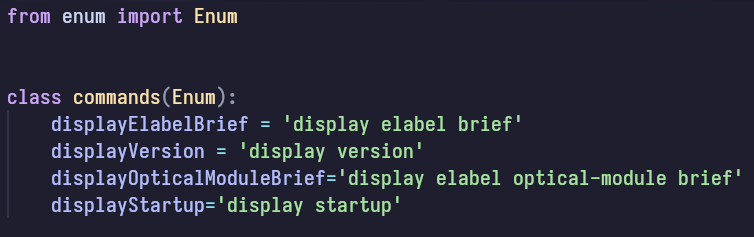 from enum import Enum
class commands(Enum):
displayElabelBrief = 'display elabel brief'
displayVersion = 'display version'
displayOpticalModuleBrief='display elabel optical-module brief'
displayStartup='display startup'